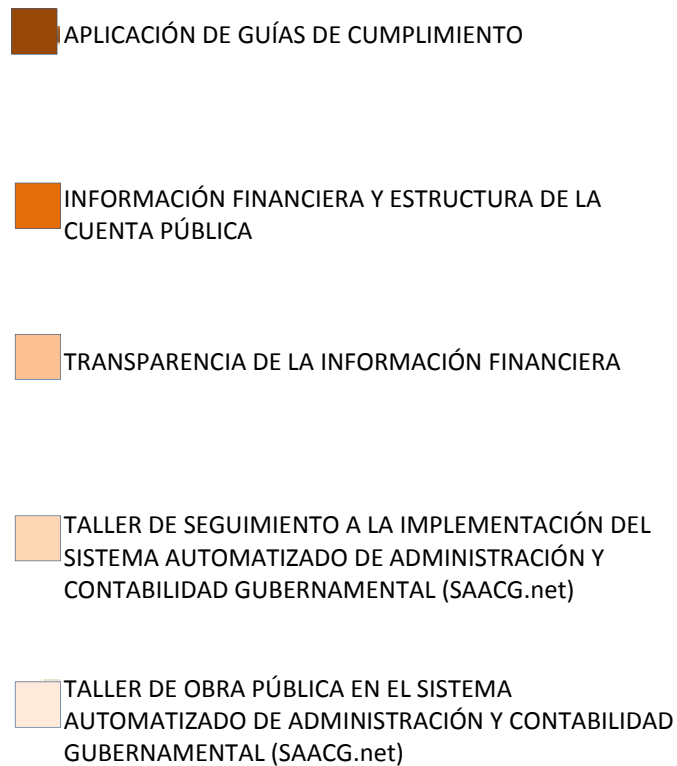 APLICACIÓN DE GUÍAS DE CUMPLIMIENTO
INFORMACIÓN FINANCIERA Y ESTRUCTURA DE LA
CUENTA PÚBLICA
TRANSPARENCIA DE LA INFORMACIÓN FINANCIERA
TALLER DE SEGUIMIENTO A LA IMPLEMENTACIÓN DEL
SISTEMA AUTOMATIZADO DE ADMINISTRACIÓN Y
CONTABILIDAD GUBERNAMENTAL (SAACG.net)
TALLER DE OBRA PÚBLICA EN EL SISTEMA
AUTOMATIZADO DE ADMINISTRACIÓN Y CONTABILIDAD
GUBERNAMENTAL (SAACG.net)